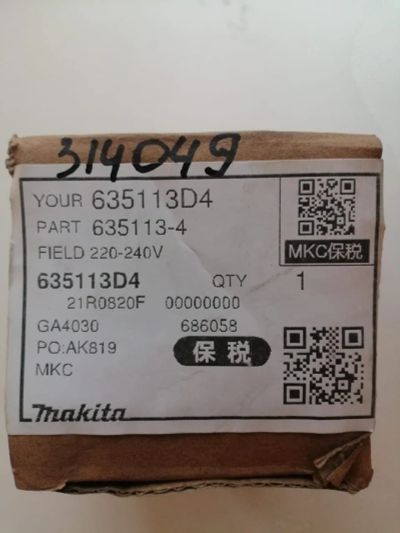 314049
YOUR 635113D4
PART 635113-4
FIELD 220-240V
MKC保税
635113D4 QTY 1
21R0820F 00000000
GA4030 686058
PO:AK819 保税
MKC
makita